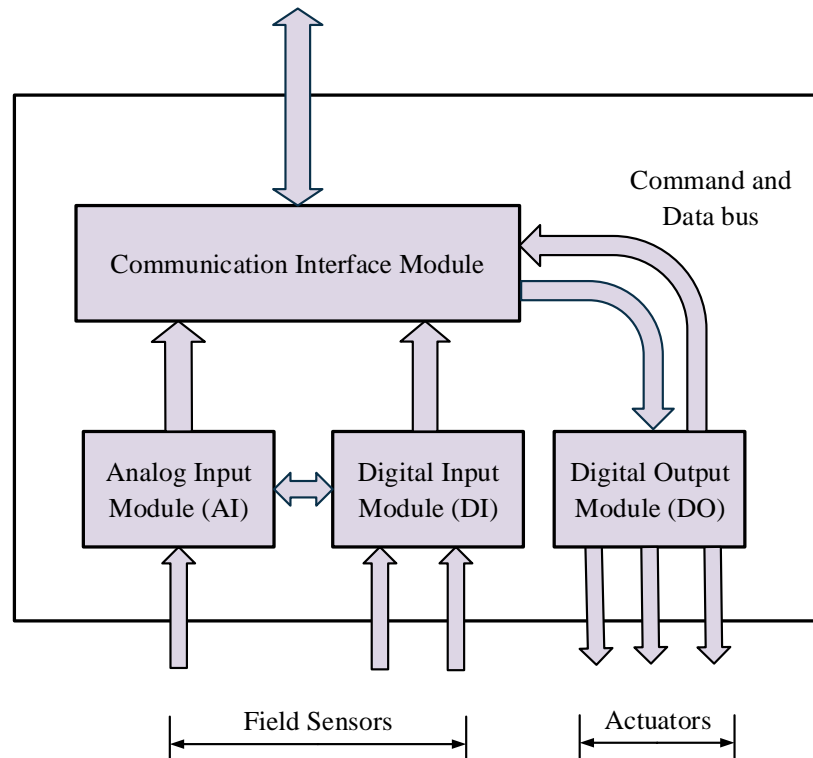 Command and
Data bus
Communication Interface Module
Analog Input
Module (AI)
Digital Input
Module (DI)
Digital Output
Module (DO)
Field Sensors
Actuators